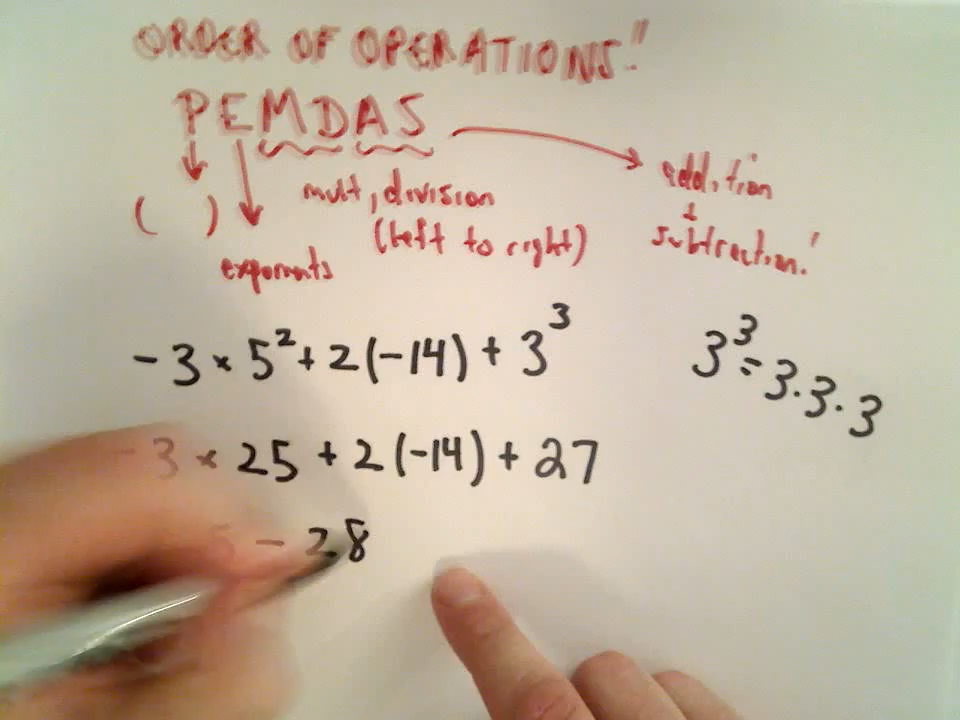 ORDER OF OPERATIONS!
PEMDAS
( )
exponents
mult, division
(left to right)
addition
+
subtraction!
-3 × 5² + 2(-14) + 3³
3³ = 3·3·3
-3 × 25 + 2(-14) + 27
5 - 28